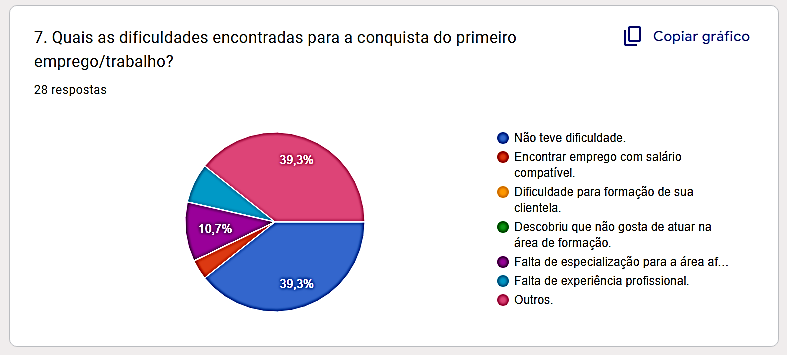 7. Quais as dificuldades encontradas para a conquista do primeiro
emprego/trabalho?
Copiar gráfico
28 respostas
39,3%
10,7%
39,3%
Não teve dificuldade.
Encontrar emprego com salário
compatível.
Dificuldade para formação de sua
clientela.
Descobriu que não gosta de atuar na
área de formação.
Falta de especialização para a área af...
Falta de experiência profissional.
Outros.